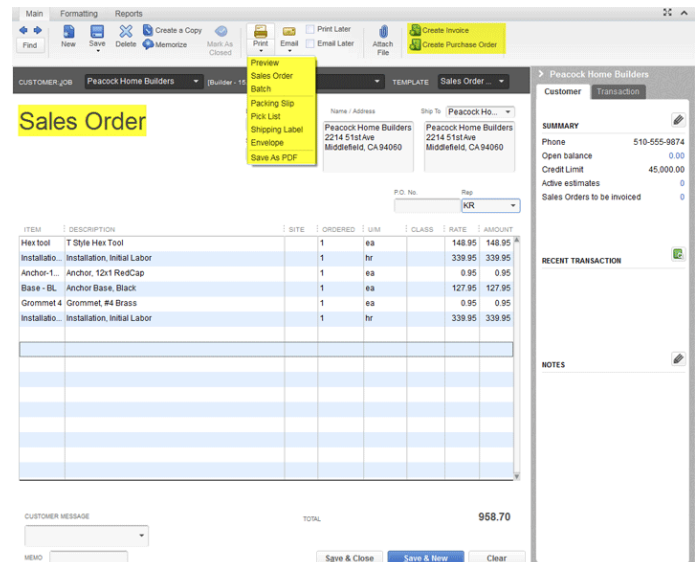 Main Formatting Reports
Find New Save Delete Create a Copy Memorize Mark As Closed Print Email Print Later Email Later Attach File Create Invoice Create Purchase Order
Preview
Sales Order
Batch
Packing Slip
Pick List
Shipping Label
Envelope
Save As PDF
CUSTOMER:JOB Peacock Home Builders [Builder - 15 TEMPLATE Sales Order ...
Sales Order
Name / Address Ship To Peacock Ho...
Peacock Home Builders
2214 51st Ave
Middlefield, CA 94060
Peacock Home Builders
2214 51st Ave
Middlefield, CA 94060
P.O. No. Rep
KR
ITEM DESCRIPTION SITE ORDERED U/M CLASS RATE AMOUNT
Hex tool T Style Hex Tool 1 ea 148.95 148.95
Installatio... Installation, Initial Labor 1 hr 339.95 339.95
Anchor-1... Anchor, 12x1 RedCap 1 ea 0.95 0.95
Base - BL Anchor Base, Black 1 ea 127.95 127.95
Grommet 4 Grommet, #4 Brass 1 ea 0.95 0.95
Installatio... Installation, Initial Labor 1 hr 339.95 339.95
CUSTOMER MESSAGE
TOTAL 958.70
MEMO
Save & Close Save & New Clear
Peacock Home Builders
Customer Transaction
SUMMARY
Phone 510-555-9874
Open balance 0.00
Credit Limit 45,000.00
Active estimates 0
Sales Orders to be invoiced 0
RECENT TRANSACTION
NOTES